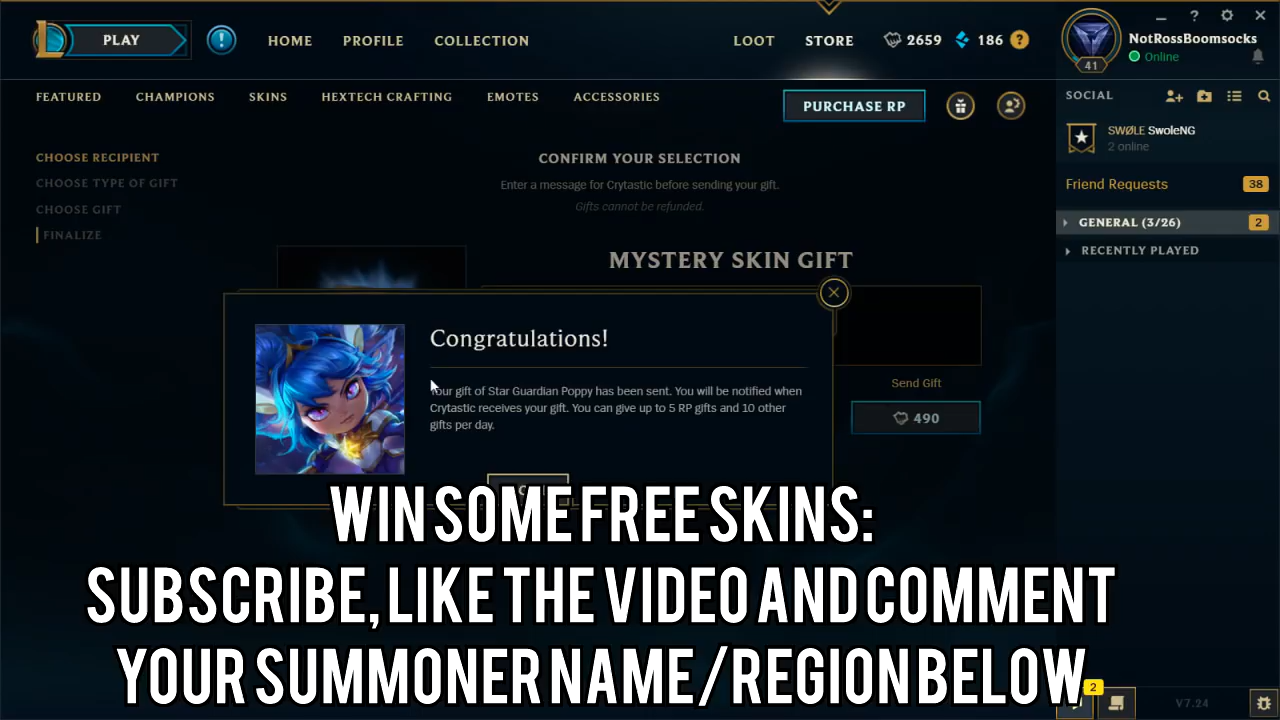 PLAY
HOME
PROFILE
COLLECTION
LOOT
STORE
2659
186
?
?
NotRossBoomsocks
Online
41
FEATURED
CHAMPIONS
SKINS
HEXTECH CRAFTING
EMOTES
ACCESSORIES
PURCHASE RP
SOCIAL
SWØLE SwoleNG
2 online
Friend Requests
38
GENERAL (3/26)
2
RECENTLY PLAYED
CHOOSE RECIPIENT
CHOOSE TYPE OF GIFT
CHOOSE GIFT
FINALIZE
CONFIRM YOUR SELECTION
Enter a message for Crytastic before sending your gift.
Gifts cannot be refunded.
MYSTERY SKIN GIFT
Congratulations!
Your gift of Star Guardian Poppy has been sent. You will be notified when
Crytastic receives your gift. You can give up to 5 RP gifts and 10 other
gifts per day.
Send Gift
490
WIN SOME FREE SKINS:
SUBSCRIBE, LIKE THE VIDEO AND COMMENT
YOUR SUMMONER NAME/REGION BELOW
2
V7.24